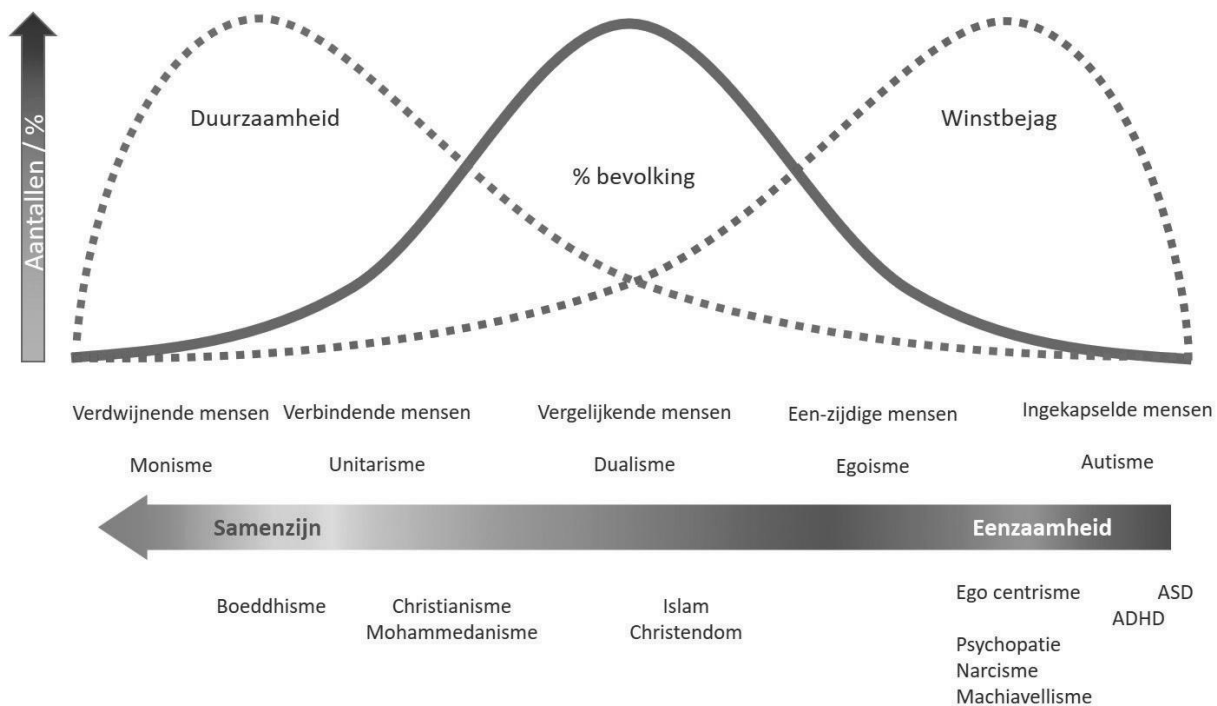 Aantallen / %
Duurzaamheid
% bevolking
Winstbejag
Verdwijnende mensen
Verbindende mensen
Vergelijkende mensen
Een-zijdige mensen
Ingekapselde mensen
Monisme
Unitarisme
Dualisme
Egoisme
Autisme
Samenzijn
Eenzaamheid
Boeddhisme
Christianisme
Mohammedanisme
Islam
Christendom
Ego centrisme
ASD
ADHD
Psychopatie
Narcisme
Machiavellisme